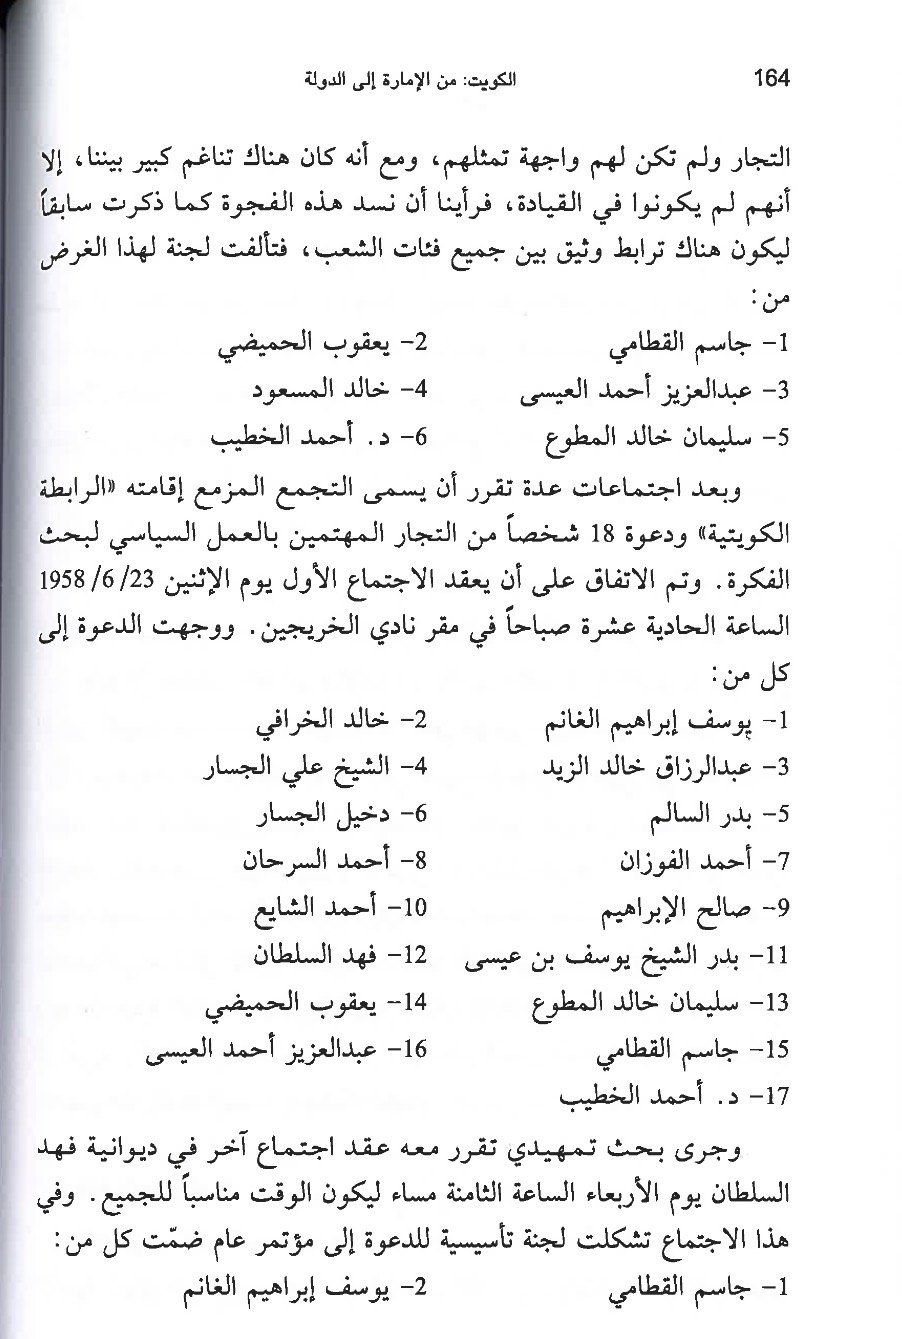 164
الكويت: من الإمارة إلى الدولة
التجار ولم تكن لهم واجهة تمثلهم، ومع أنه كان هناك تناغم كبير بيننا، إلا
أنهم لم يكونوا في القيادة، فرأينا أن نسد هذه الفجوة كما ذكرت سابقاً
ليكون هناك ترابط وثيق بين جميع فئات الشعب، فتألفت لجنة لهذا الغرض
من:
1- جاسم القطامي 2- يعقوب الحميضي
3- عبدالعزيز أحمد العيسى 4- خالد المسعود
5- سليمان خالد المطوع 6- د. أحمد الخطيب
وبعد اجتماعات عدة تقرر أن يسمى التجمع المزمع إقامته «الرابطة
الكويتية» ودعوة 18 شخصاً من التجار المهتمين بالعمل السياسي لبحث
الفكرة. وتم الاتفاق على أن يعقد الاجتماع الأول يوم الإثنين 23/ 6/ 1958
الساعة الحادية عشرة صباحاً في مقر نادي الخريجين. ووجهت الدعوة إلى
كل من:
1- يوسف إبراهيم الغانم 2- خالد الخرافي
3- عبدالرزاق خالد الزيد 4- الشيخ علي الجسار
5- بدر السالم 6- دخيل الجسار
7- أحمد الفوزان 8- أحمد السرحان
9- صالح الإبراهيم 10- أحمد الشايع
11- بدر الشيخ يوسف بن عيسى 12- فهد السلطان
13- سليمان خالد المطوع 14- يعقوب الحميضي
15- جاسم القطامي 16- عبدالعزيز أحمد العيسى
17- د. أحمد الخطيب
وجرى بحث تمهيدي تقرر معه عقد اجتماع آخر في ديوانية فهد
السلطان يوم الأربعاء الساعة الثامنة مساء ليكون الوقت مناسباً للجميع. وفي
هذا الاجتماع تشكلت لجنة تأسيسية للدعوة إلى مؤتمر عام ضمّت كل من:
1- جاسم القطامي 2- يوسف إبراهيم الغانم